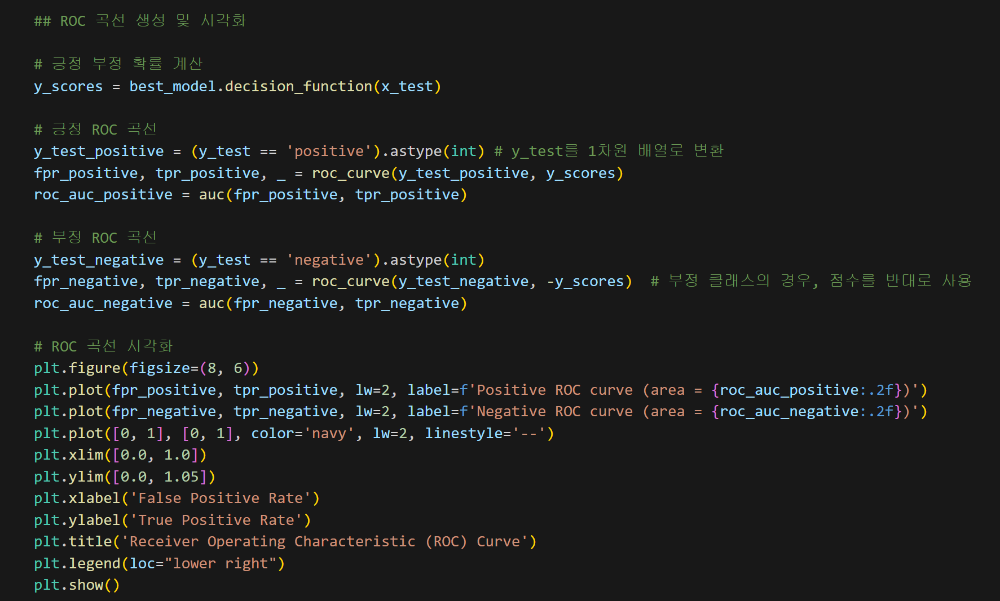 ## ROC 곡선 생성 및 시각화
# 긍정 부정 확률 계산
y_scores = best_model.decision_function(x_test)
# 긍정 ROC 곡선
y_test_positive = (y_test == 'positive').astype(int) # y_test를 1차원 배열로 변환
fpr_positive, tpr_positive, _ = roc_curve(y_test_positive, y_scores)
roc_auc_positive = auc(fpr_positive, tpr_positive)
# 부정 ROC 곡선
y_test_negative = (y_test == 'negative').astype(int)
fpr_negative, tpr_negative, _ = roc_curve(y_test_negative, -y_scores)  # 부정 클래스의 경우, 점수를 반대로 사용
roc_auc_negative = auc(fpr_negative, tpr_negative)
# ROC 곡선 시각화
plt.figure(figsize=(8, 6))
plt.plot(fpr_positive, tpr_positive, lw=2, label=f'Positive ROC curve (area = {roc_auc_positive:.2f})')
plt.plot(fpr_negative, tpr_negative, lw=2, label=f'Negative ROC curve (area = {roc_auc_negative:.2f})')
plt.plot([0, 1], [0, 1], color='navy', lw=2, linestyle='--')
plt.xlim([0.0, 1.0])
plt.ylim([0.0, 1.05])
plt.xlabel('False Positive Rate')
plt.ylabel('True Positive Rate')
plt.title('Receiver Operating Characteristic (ROC) Curve')
plt.legend(loc="lower right")
plt.show()